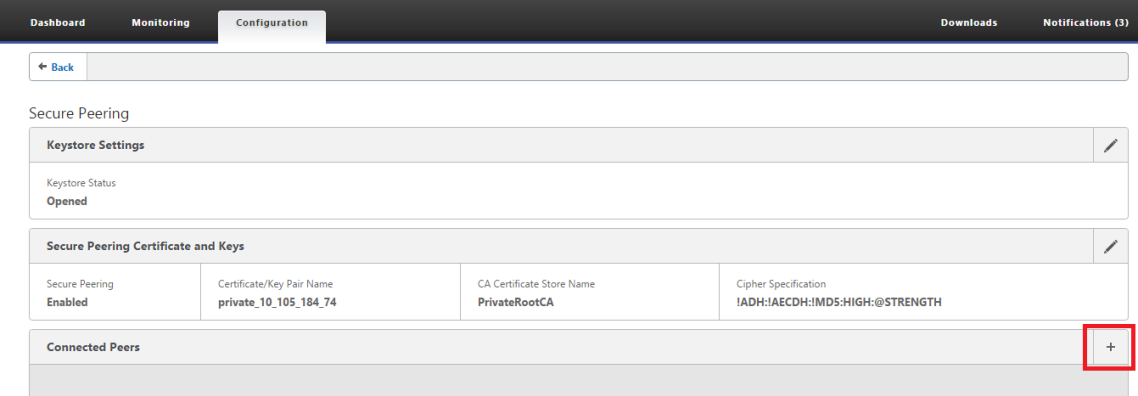 Dashboard Monitoring Configuration Downloads Notifications (3)
Back
Secure Peering
Keystore Settings
Keystore Status
Opened
Secure Peering Certificate and Keys
Secure Peering Certificate/Key Pair Name CA Certificate Store Name Cipher Specification
Enabled private_10_105_184_74 PrivateRootCA !ADH:!AECDH:!MD5:HIGH:@STRENGTH
Connected Peers +